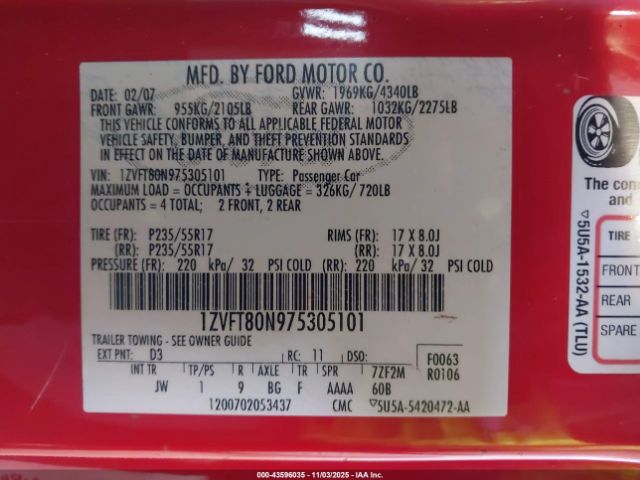 MFD. BY FORD MOTOR CO.
DATE: 02/07 GVWR: 1969KG/4340LB
FRONT GAWR: 955KG/2105LB REAR GAWR: 1032KG/2275LB
THIS VEHICLE CONFORMS TO ALL APPLICABLE FEDERAL MOTOR
VEHICLE SAFETY, BUMPER, AND THEFT PREVENTION STANDARDS
IN EFFECT ON THE DATE OF MANUFACTURE SHOWN ABOVE.
VIN: 1ZVFT80N975305101 TYPE: Passenger Car
MAXIMUM LOAD = OCCUPANTS + LUGGAGE = 326KG/720LB
OCCUPANTS = 4 TOTAL: 2 FRONT, 2 REAR
TIRE (FR): P235/55R17 RIMS (FR): 17 X 8.0J
(RR): P235/55R17 (RR): 17 X 8.0J
PRESSURE (FR): 220 kPa/ 32 PSI COLD (RR): 220 kPa/ 32 PSI COLD
1ZVFT80N975305101
TRAILER TOWING - SEE OWNER GUIDE
EXT PNT: D3 RC: 11 DSO: F0063
INT TR TP/PS R AXLE TR SPR 7ZF2M R0106
JW 1 9 BG F AAAA 60B
1200702053437 CMC ▽5U5A-5420472-AA
▽5U5A-1532-AA (TLU)
The com
TIRE
FRONT
REAR
SPARE
000-43596035 - 11/03/2025 - IAA, Inc.